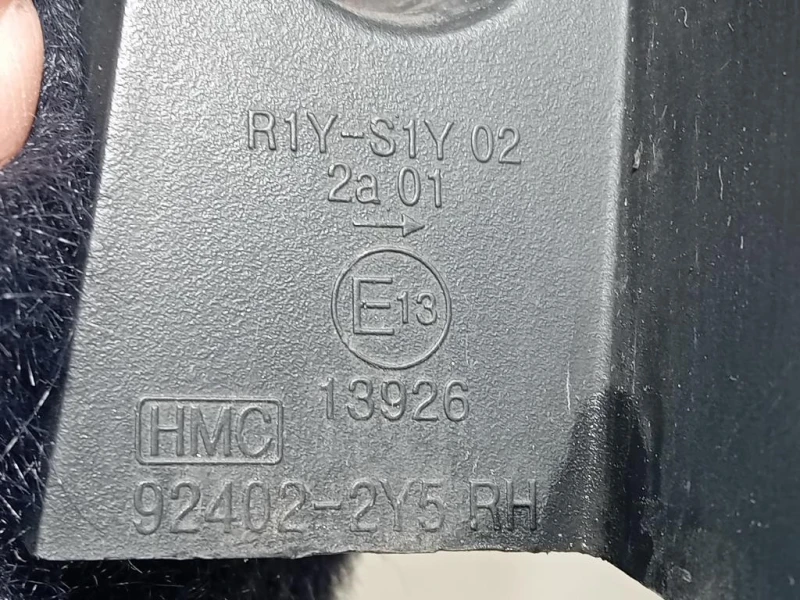 R1Y-S1Y 02
2a 01
→
E13
13926
HMC
92402-2Y5 RH